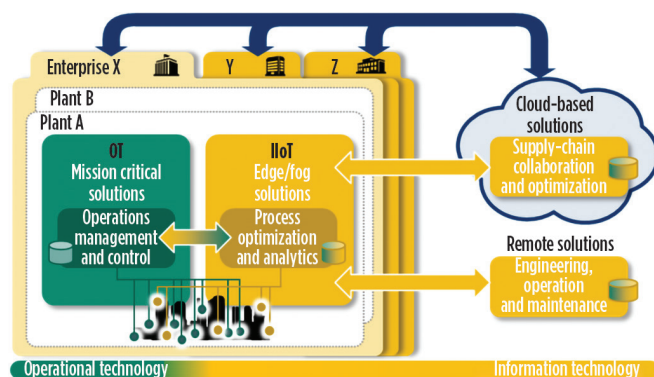 Enterprise X
Y
Z
Plant B
Plant A
OT
Mission critical
solutions
Operations
management
and control
IIoT
Edge/fog
solutions
Process
optimization
and analytics
Cloud-based
solutions
Supply-chain
collaboration
and optimization
Remote solutions
Engineering,
operation
and maintenance
Operational technology
Information technology